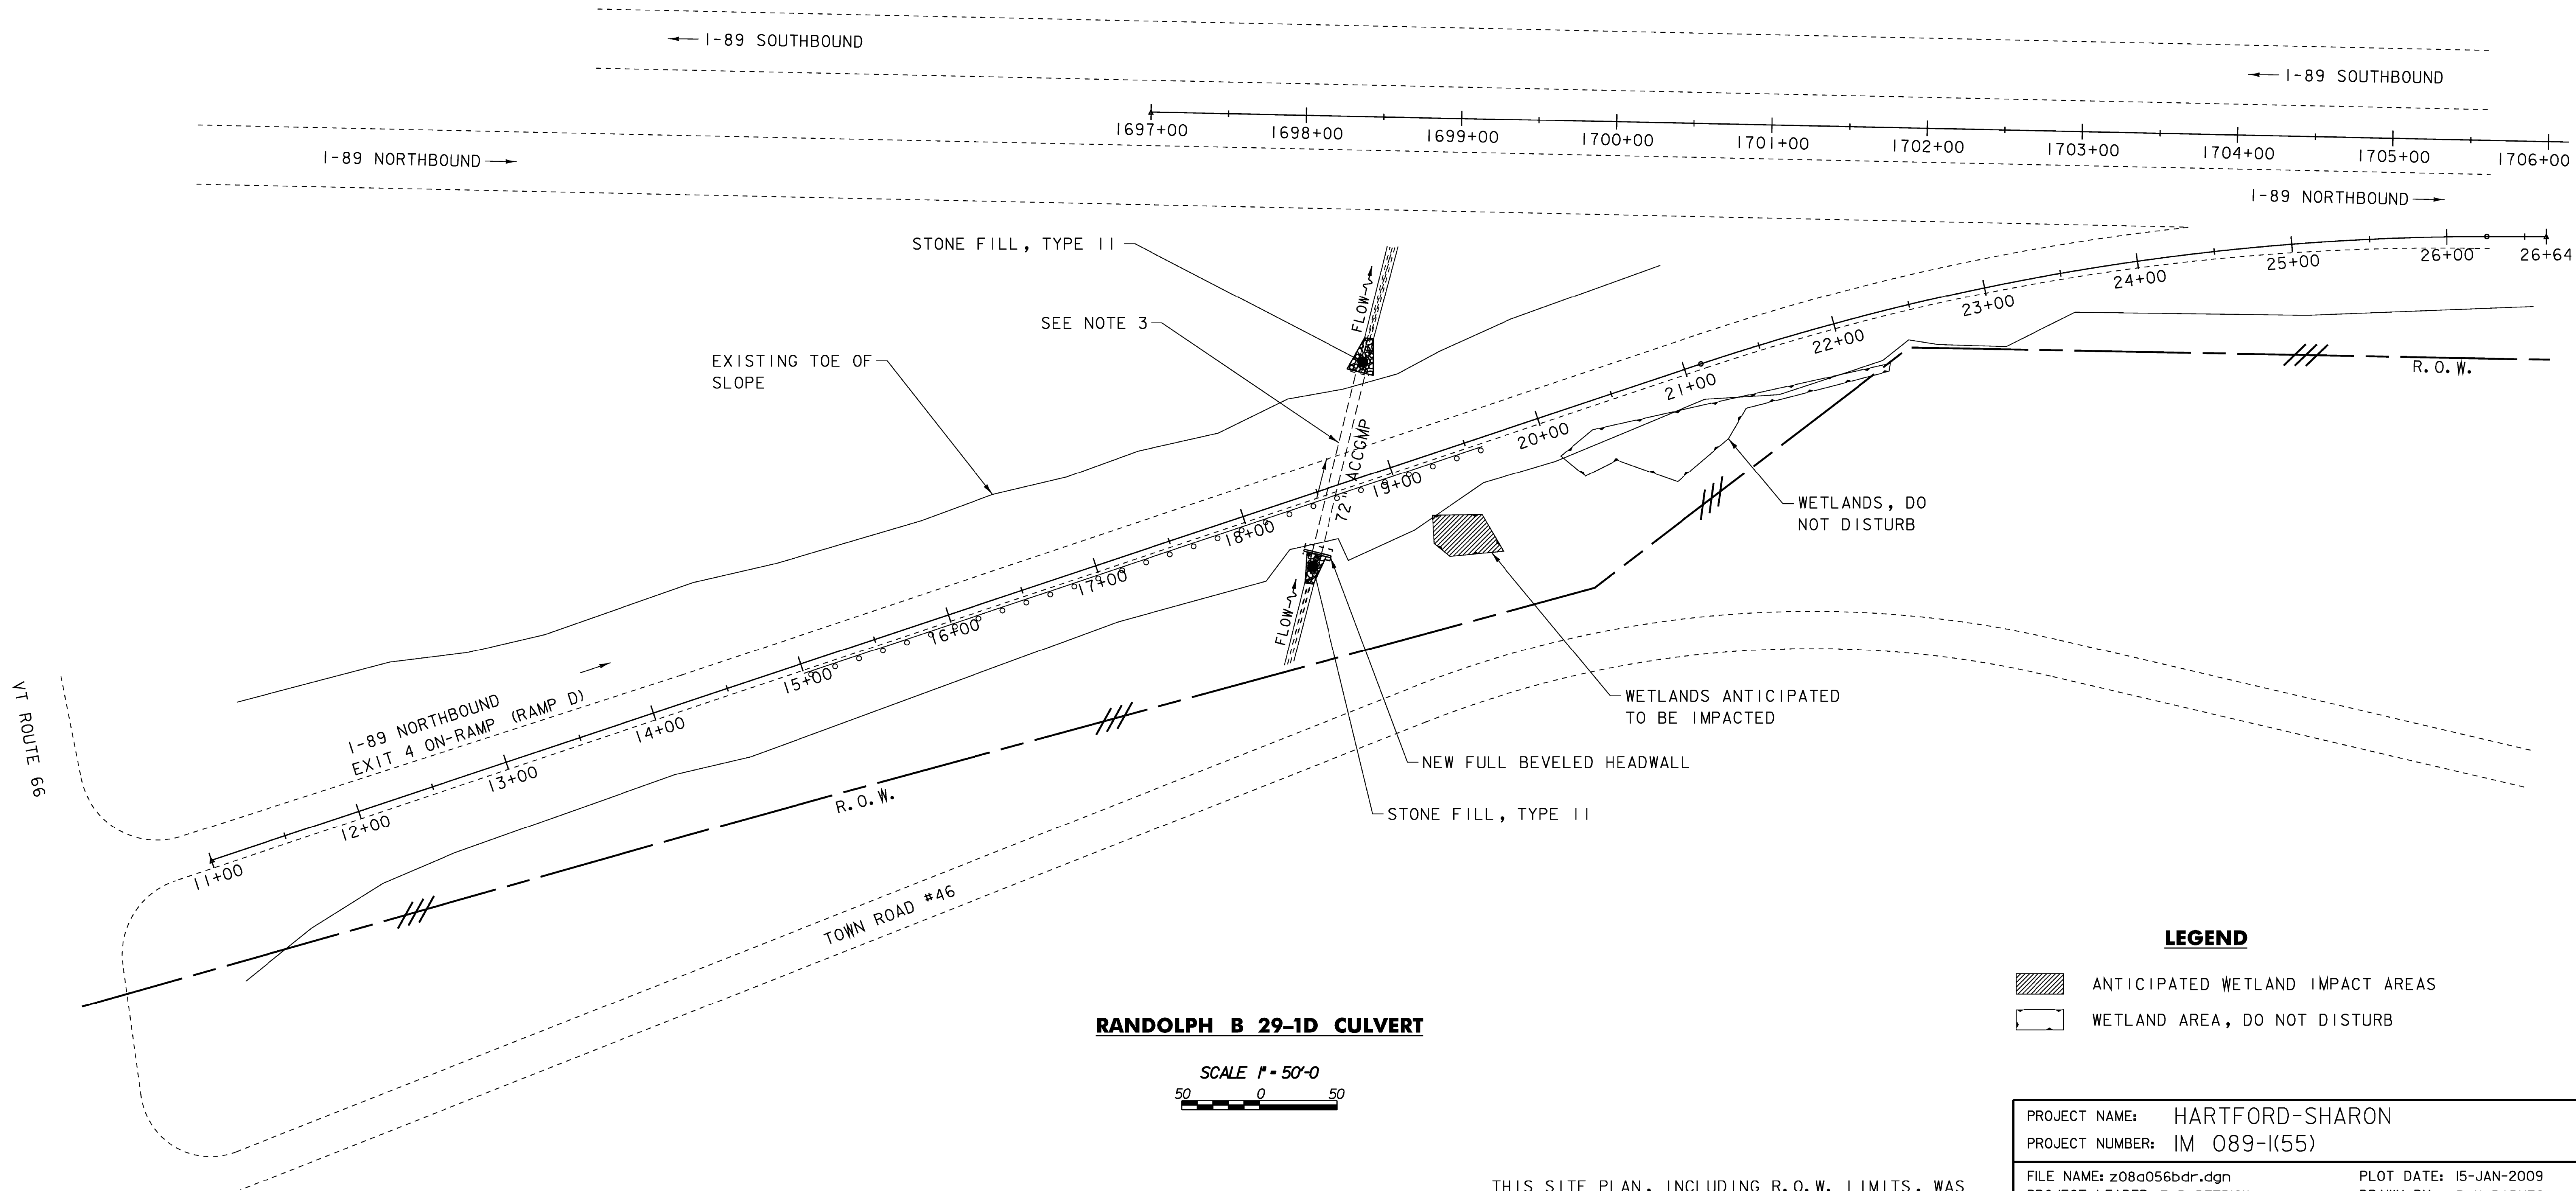 I-89 SOUTHBOUND
I-89 SOUTHBOUND
1697+00 1698+00 1699+00 1700+00 1701+00 1702+00 1703+00 1704+00 1705+00 1706+00
I-89 NORTHBOUND
I-89 NORTHBOUND
STONE FILL, TYPE II
FLOW
SEE NOTE 3
EXISTING TOE OF
SLOPE
72" ACCGMP
11+00 12+00 13+00 14+00 15+00 16+00 17+00 18+00 19+00 20+00 21+00 22+00 23+00 24+00 25+00 26+00 26+64
R.O.W.
WETLANDS, DO
NOT DISTURB
FLOW
VT ROUTE 66
I-89 NORTHBOUND
EXIT 4 ON-RAMP (RAMP D)
WETLANDS ANTICIPATED
TO BE IMPACTED
NEW FULL BEVELED HEADWALL
STONE FILL, TYPE II
R.O.W.
TOWN ROAD #46
LEGEND
ANTICIPATED WETLAND IMPACT AREAS
WETLAND AREA, DO NOT DISTURB
RANDOLPH B 29-1D CULVERT
SCALE 1" = 50'-0
50 0 50
PROJECT NAME: HARTFORD-SHARON
PROJECT NUMBER: IM 089-1(55)
FILE NAME: z08a056bdr.dgn PLOT DATE: 15-JAN-2009
THIS SITE PLAN, INCLUDING R.O.W. LIMITS, WAS